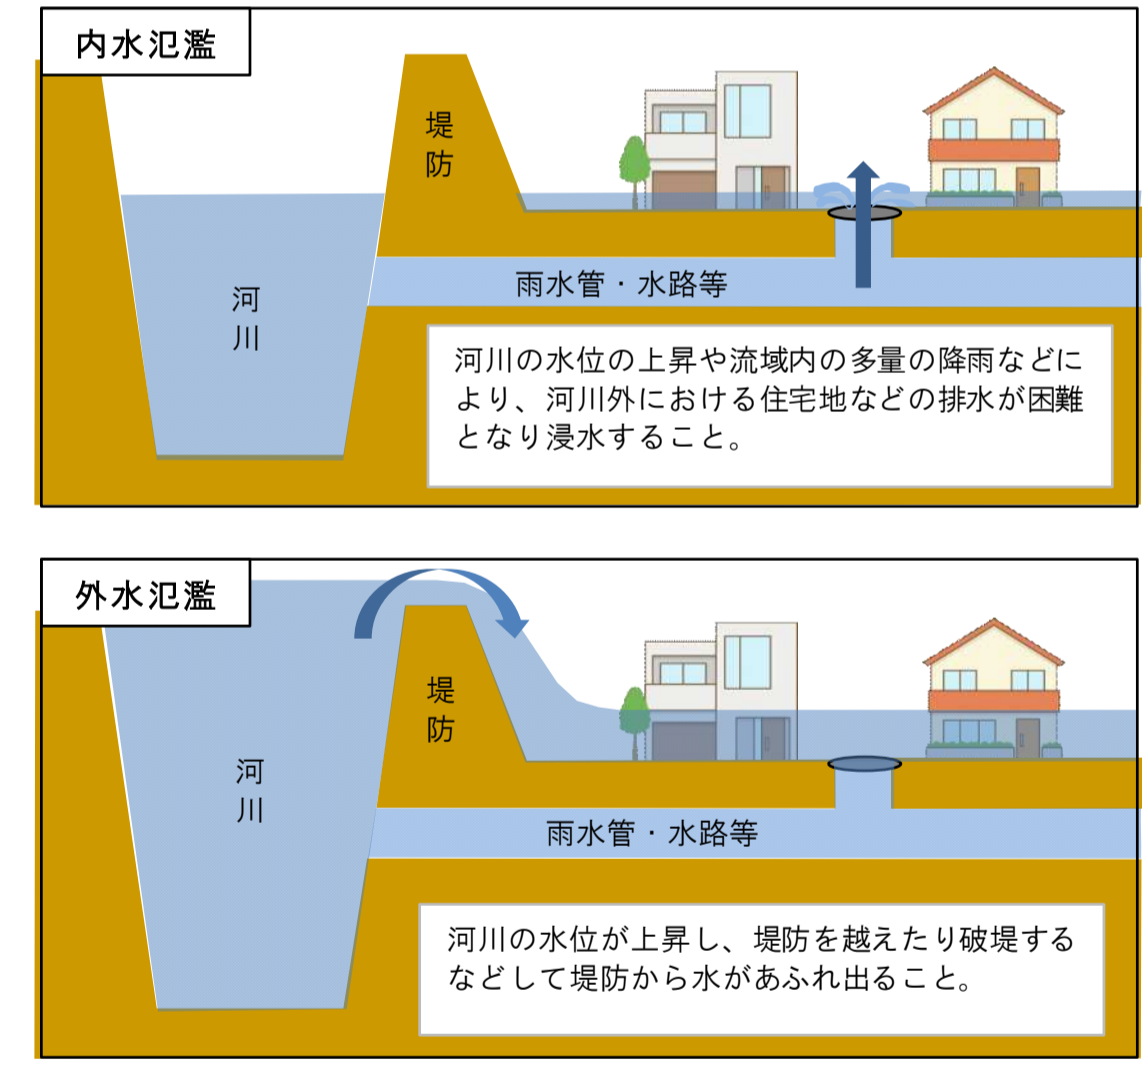 内水氾濫
堤防
河川
雨水管・水路等
河川の水位の上昇や流域内の多量の降雨などに
より、河川外における住宅地などの排水が困難
となり浸水すること。
外水氾濫
堤防
河川
雨水管・水路等
河川の水位が上昇し、堤防を越えたり破堤する
などして堤防から水があふれ出ること。